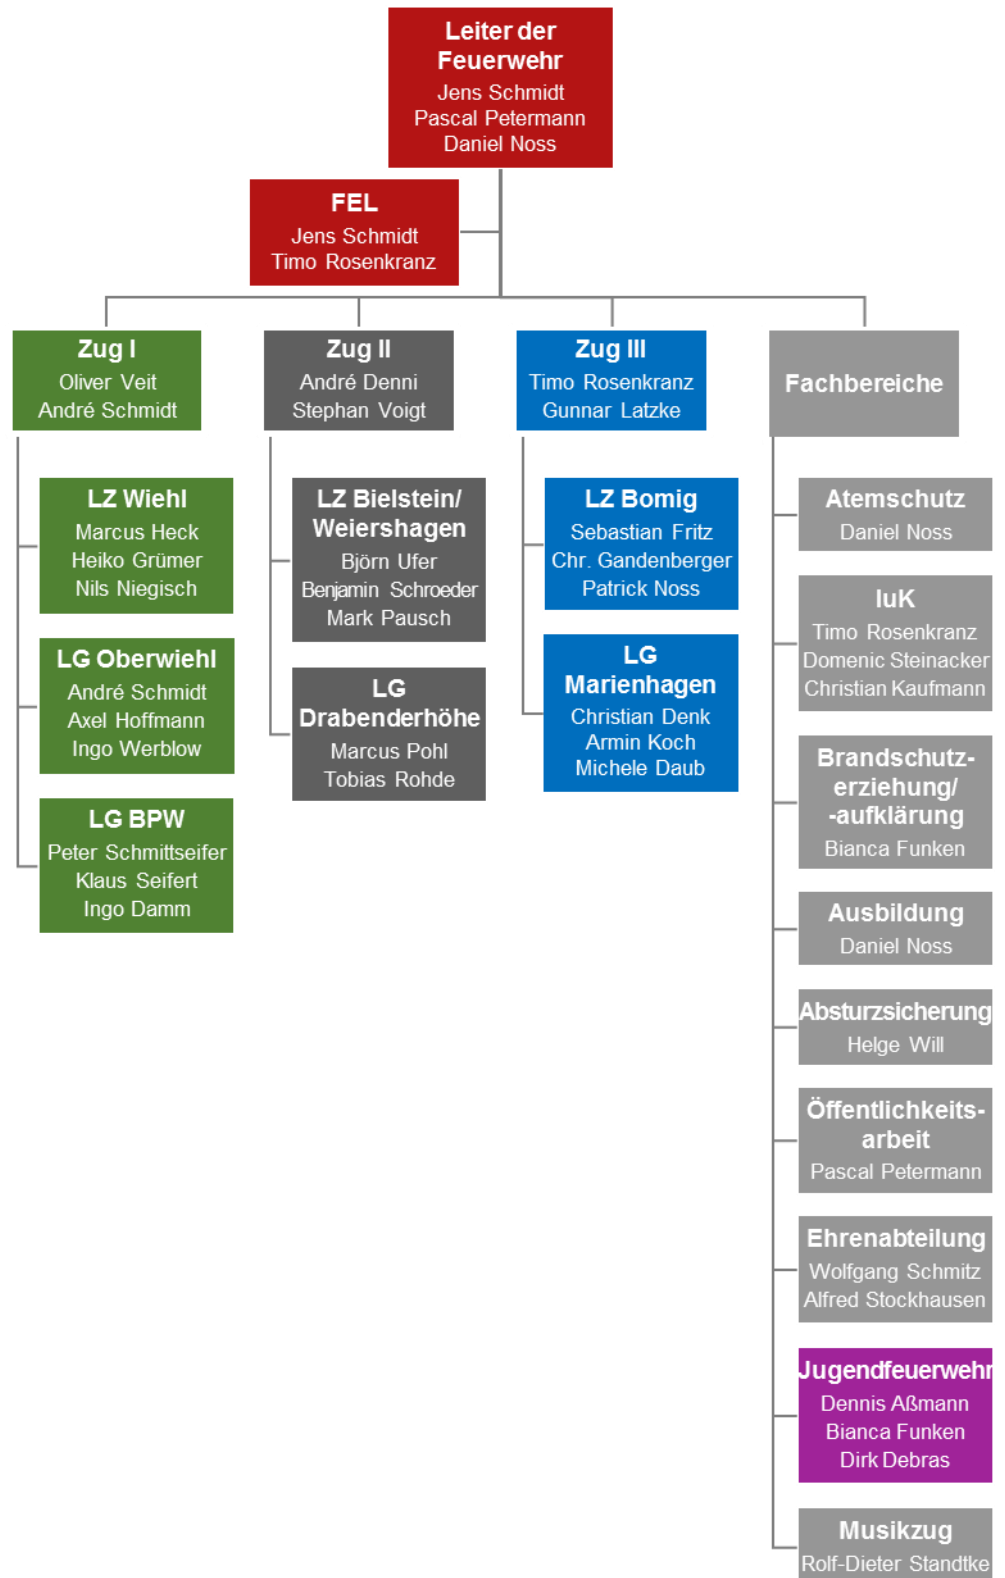 Leiter der
Feuerwehr
Jens Schmidt
Pascal Petermann
Daniel Noss
FEL
Jens Schmidt
Timo Rosenkranz
Zug I
Oliver Veit
André Schmidt
LZ Wiehl
Marcus Heck
Heiko Grümer
Nils Niegisch
LG Oberwiehl
André Schmidt
Axel Hoffmann
Ingo Werblow
LG BPW
Peter Schmittseifer
Klaus Seifert
Ingo Damm
Zug II
André Denni
Stephan Voigt
LZ Bielstein/
Weiershagen
Björn Ufer
Benjamin Schroeder
Mark Pausch
LG
Drabenderhöhe
Marcus Pohl
Tobias Rohde
Zug III
Timo Rosenkranz
Gunnar Latzke
LZ Bomig
Sebastian Fritz
Chr. Gandenberger
Patrick Noss
LG
Marienhagen
Christian Denk
Armin Koch
Michele Daub
Fachbereiche
Atemschutz
Daniel Noss
IuK
Timo Rosenkranz
Domenic Steinacker
Christian Kaufmann
Brandschutz-
erziehung/
-aufklärung
Bianca Funken
Ausbildung
Daniel Noss
Absturzsicherung
Helge Will
Öffentlichkeits-
arbeit
Pascal Petermann
Ehrenabteilung
Wolfgang Schmitz
Alfred Stockhausen
Jugendfeuerwehr
Dennis Aßmann
Bianca Funken
Dirk Debras
Musikzug
Rolf-Dieter Standtke